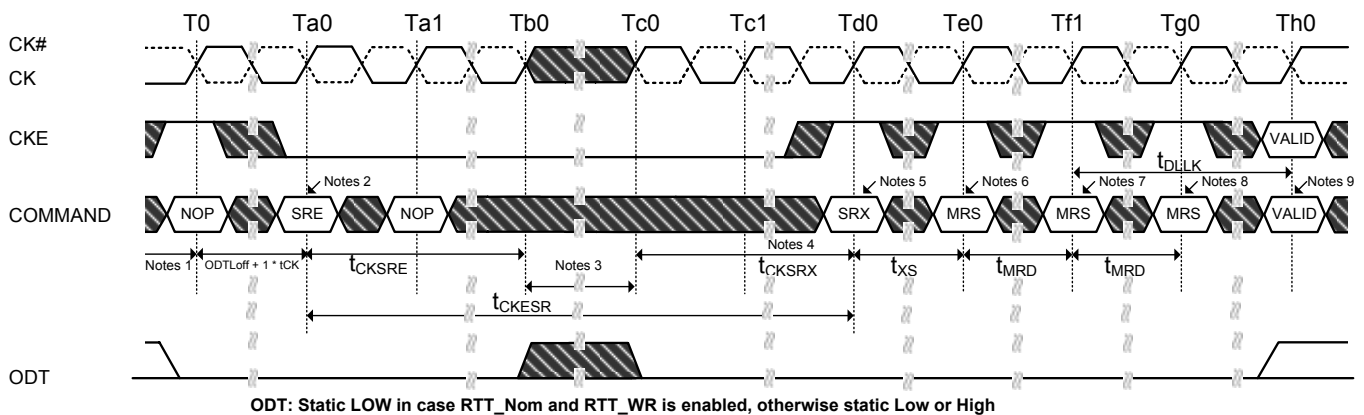 T0 Ta0 Ta1 Tb0 Tc0 Tc1 Td0 Te0 Tf1 Tg0 Th0
CK#
CK
CKE
VALID
tDLLK
Notes 2 Notes 5 Notes 6 Notes 7 Notes 8 Notes 9
COMMAND NOP SRE NOP SRX MRS MRS MRS VALID
Notes 1 ODTLoff + 1 * tCK tCKSRE Notes 3 Notes 4 tCKSRX tXS tMRD tMRD
tCKESR
ODT
ODT: Static LOW in case RTT_Nom and RTT_WR is enabled, otherwise static Low or High